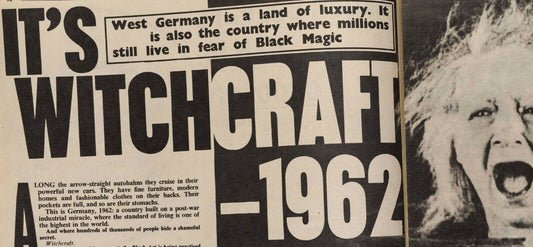 IT'S
West Germany is a land of luxury. It
is also the country where millions
still live in fear of Black Magic
WITCHCRAFT
—1962
ALONG the arrow-straight autobahns they cruise in their
powerful new cars. They have fine furniture, modern
homes and fashionable clothes on their backs. Their
pockets are full, and so are their stomachs.
This is Germany, 1962: a country built on a post-war
industrial miracle, where the standard of living is one of
the highest in the world.
And where hundreds of thousands of people hide a shameful
secret.
Witchcraft.